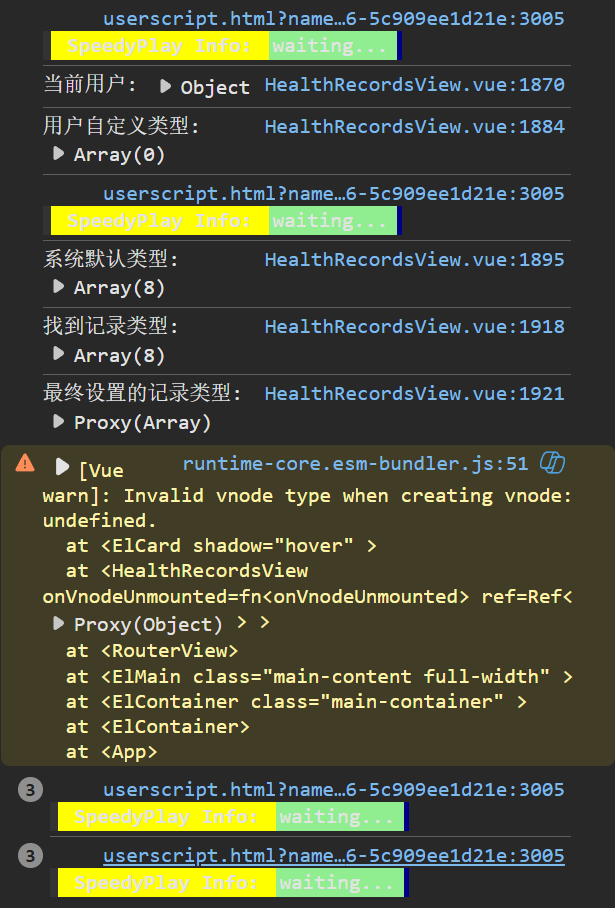 userscript.html?name…6-5c909ee1d21e:3005
SpeedyPlay Info: waiting...
当前用户: ▶ Object HealthRecordsView.vue:1870
用户自定义类型: HealthRecordsView.vue:1884
▶ Array(0)
userscript.html?name…6-5c909ee1d21e:3005
SpeedyPlay Info: waiting...
系统默认类型: HealthRecordsView.vue:1895
▶ Array(8)
找到记录类型: HealthRecordsView.vue:1918
▶ Array(8)
最终设置的记录类型: HealthRecordsView.vue:1921
▶ Proxy(Array)
▶ [Vue runtime-core.esm-bundler.js:51
warn]: Invalid vnode type when creating vnode:
undefined.
at <ElCard shadow="hover" >
at <HealthRecordsView
onVnodeUnmounted=fn<onVnodeUnmounted> ref=Ref<
▶ Proxy(Object) > >
at <RouterView>
at <ElMain class="main-content full-width" >
at <ElContainer class="main-container" >
at <ElContainer>
at <App>
3 userscript.html?name…6-5c909ee1d21e:3005
SpeedyPlay Info: waiting...
3 userscript.html?name…6-5c909ee1d21e:3005
SpeedyPlay Info: waiting...